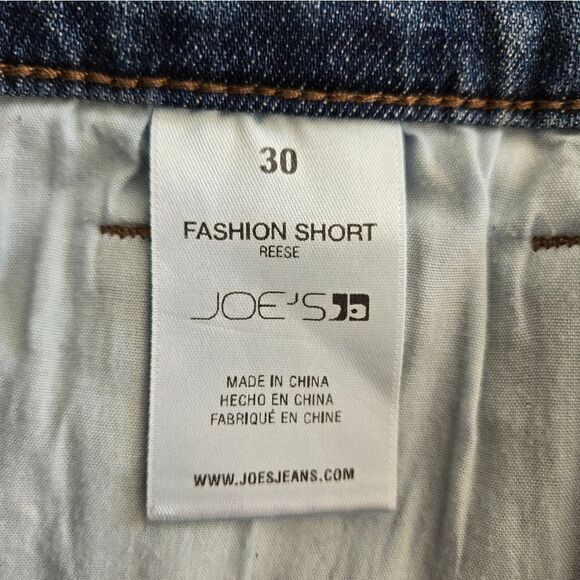 30
FASHION SHORT
REESE
JOE'S
MADE IN CHINA
HECHO EN CHINA
FABRIQUÉ EN CHINE
WWW.JOESJEANS.COM